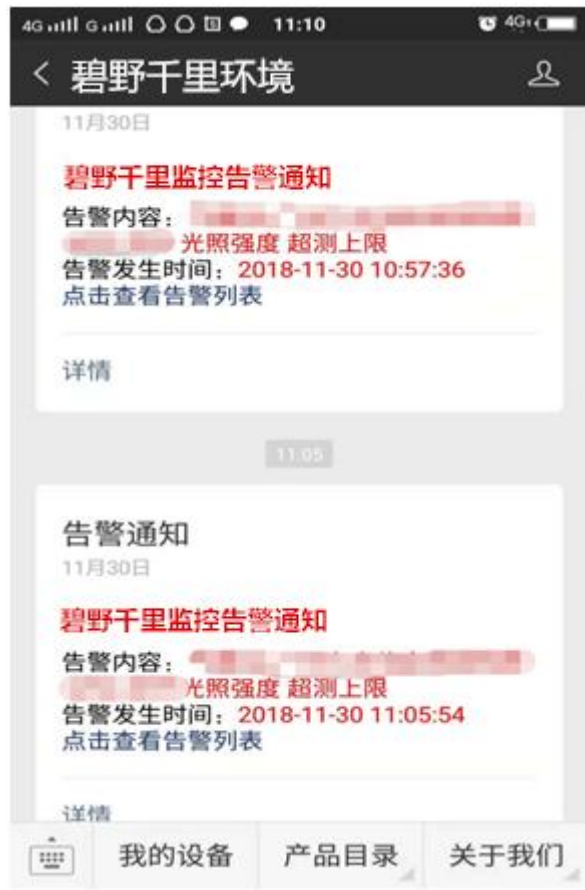 4G G 11:10 4G
碧野千里环境
11月30日
碧野千里监控告警通知
告警内容：
光照强度 超测上限
告警发生时间：2018-11-30 10:57:36
点击查看告警列表
详情
11:05
告警通知
11月30日
碧野千里监控告警通知
告警内容：
光照强度 超测上限
告警发生时间：2018-11-30 11:05:54
点击查看告警列表
详情
我的设备 产品目录 关于我们